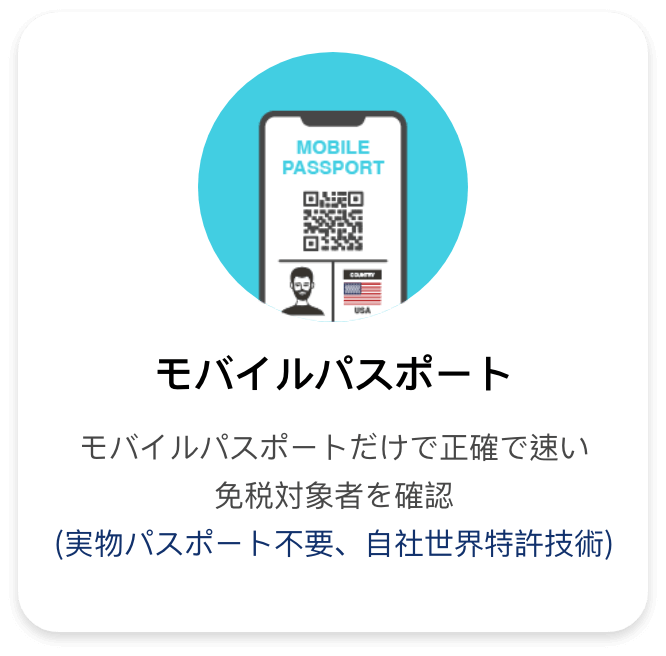 MOBILE
PASSPORT
COUNTRY
USA
モバイルパスポート
モバイルパスポートだけで正確で速い
免税対象者を確認
(実物パスポート不要、自社世界特許技術)